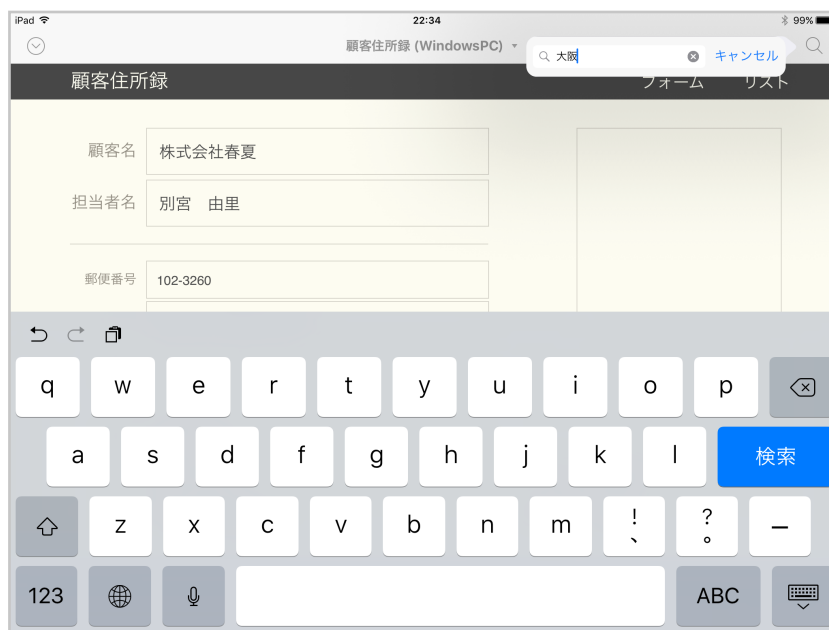 iPad 22:34 99%
顧客住所録 (WindowsPC)
大阪 キャンセル
顧客住所録 フォーム リスト
顧客名 株式会社春夏
担当者名 別宮　由里
郵便番号 102-3260
q w e r t y u i o p
a s d f g h j k l 検索
z x c v b n m ! 、 ? 。 ー
123 ABC